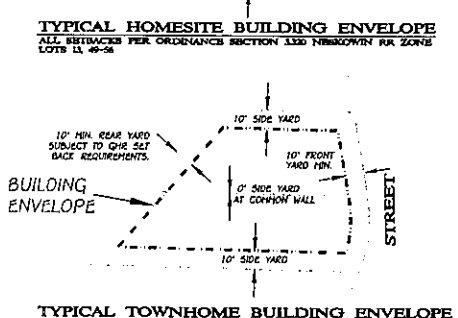 TYPICAL HOMESITE BUILDING ENVELOPE
ALL SETBACKS PER ORDINANCE SECTION 3.320 NESKOWIN RR ZONE
LOTS 13, 49-56
10' SIDE YARD
10' MIN. REAR YARD
SUBJECT TO GHR SET
BACK REQUIREMENTS.
10' FRONT
YARD MIN.
BUILDING
ENVELOPE
0' SIDE YARD
AT COMMON WALL
STREET
10' SIDE YARD
TYPICAL TOWNHOME BUILDING ENVELOPE